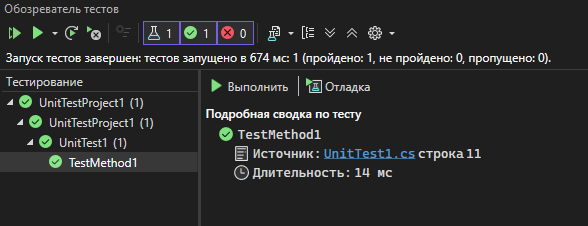 Обозреватель тестов
1 1 0
Запуск тестов завершен: тестов запущено в 674 мс: 1 (пройдено: 1, не пройдено: 0, пропущено: 0).
Тестирование
UnitTestProject1 (1)
UnitTestProject1 (1)
UnitTest1 (1)
TestMethod1
Выполнить Отладка
Подробная сводка по тесту
TestMethod1
Источник: UnitTest1.cs строка 11
Длительность: 14 мс